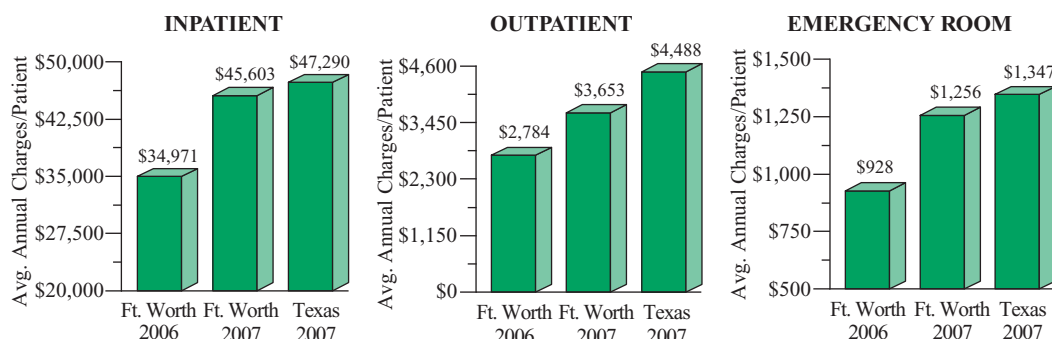 INPATIENT
Avg. Annual Charges/Patient
$50,000
$42,500
$35,000
$27,500
$20,000
$34,971
$45,603
$47,290
Ft. Worth
2006
Ft. Worth
2007
Texas
2007
OUTPATIENT
Avg. Annual Charges/Patient
$4,600
$3,450
$2,300
$1,150
$0
$2,784
$3,653
$4,488
Ft. Worth
2006
Ft. Worth
2007
Texas
2007
EMERGENCY ROOM
Avg. Annual Charges/Patient
$1,500
$1,250
$1,000
$750
$500
$928
$1,256
$1,347
Ft. Worth
2006
Ft. Worth
2007
Texas
2007